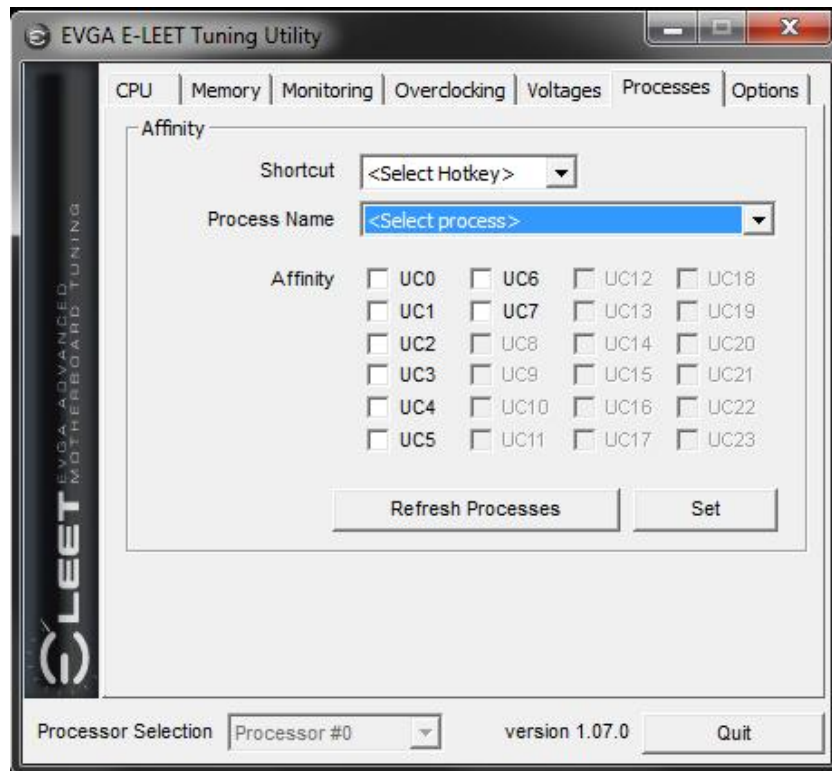 EVGA E-LEET Tuning Utility
CPU Memory Monitoring Overclocking Voltages Processes Options
Affinity
Shortcut <Select Hotkey>
Process Name <Select process>
Affinity UC0 UC6 UC12 UC18
UC1 UC7 UC13 UC19
UC2 UC8 UC14 UC20
UC3 UC9 UC15 UC21
UC4 UC10 UC16 UC22
UC5 UC11 UC17 UC23
Refresh Processes Set
LEET
EVGA ADVANCED
MOTHERBOARD TUNING
Processor Selection Processor #0 version 1.07.0 Quit